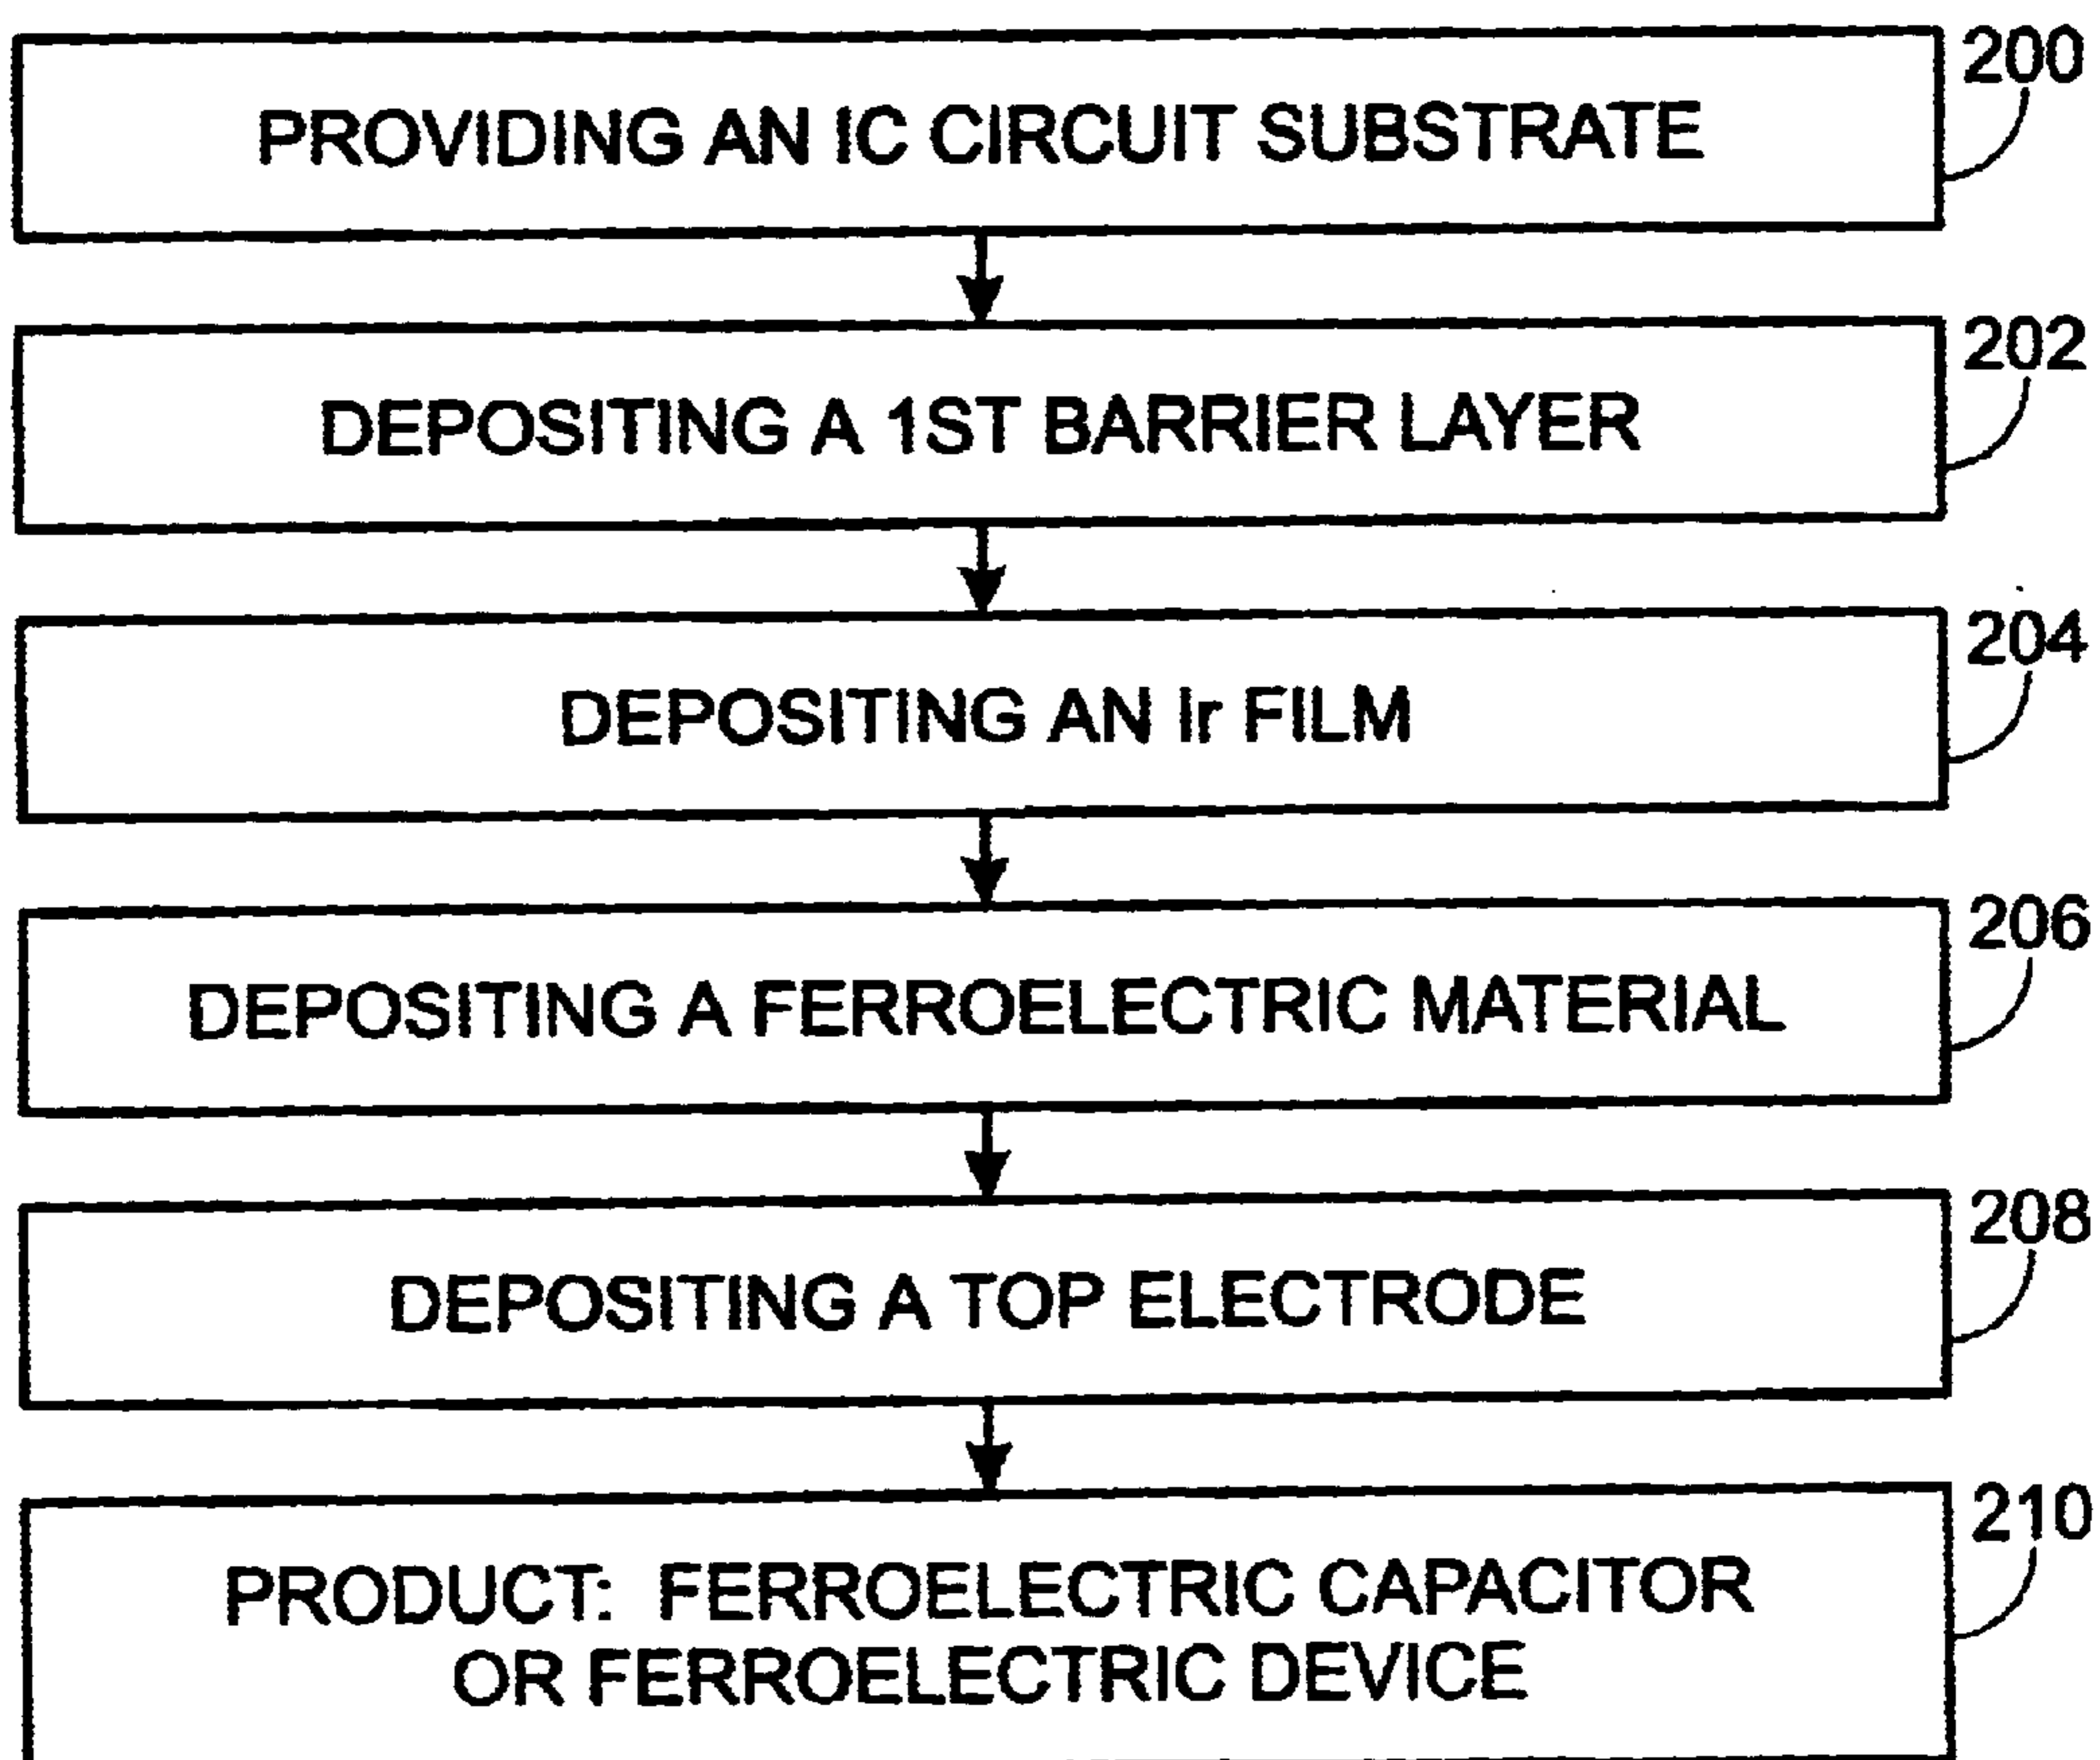 200
PROVIDING AN IC CIRCUIT SUBSTRATE
202
DEPOSITING A 1ST BARRIER LAYER
204
DEPOSITING AN Ir FILM
206
DEPOSITING A FERROELECTRIC MATERIAL
208
DEPOSITING A TOP ELECTRODE
210
PRODUCT: FERROELECTRIC CAPACITOR
OR FERROELECTRIC DEVICE